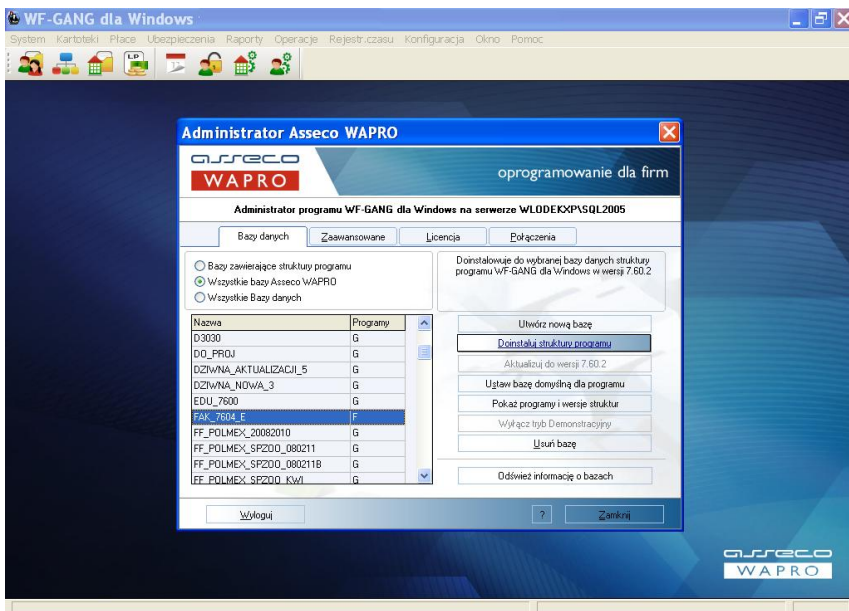 WF-GANG dla Windows
System Kartoteki Płace Ubezpieczenia Raporty Operacje Rejestr.czasu Konfiguracja Okno Pomoc
Administrator Asseco WAPRO
asseco
WAPRO
oprogramowanie dla firm
Administrator programu WF-GANG dla Windows na serwerze WLODEKXP\SQL2005
Bazy danych Zaawansowane Licencja Połączenia
Bazy zawierające struktury programu
Wszystkie bazy Asseco WAPRO
Wszystkie Bazy danych
Doinstalowuje do wybranej bazy danych struktury
programu WF-GANG dla Windows w wersji 7.60.2
Nazwa Programy
D3030 G
DO_PROJ G
DZIWNA_AKTUALIZACJI_5 G
DZIWNA_NOWA_3 G
EDU_7600 G
FAK_7604_E F
FF_POLMEX_20082010 G
FF_POLMEX_SPZOO_080211 G
FF_POLMEX_SPZOO_080211B G
FF_POLMEX_SPZOO_KWI G
Utwórz nową bazę
Doinstaluj struktury programu
Aktualizuj do wersji 7.60.2
Ustaw bazę domyślną dla programu
Pokaż programy i wersje struktur
Wyłącz tryb Demonstracyjny
Usuń bazę
Odśwież informację o bazach
Wyloguj ? Zamknij
asseco
WAPRO